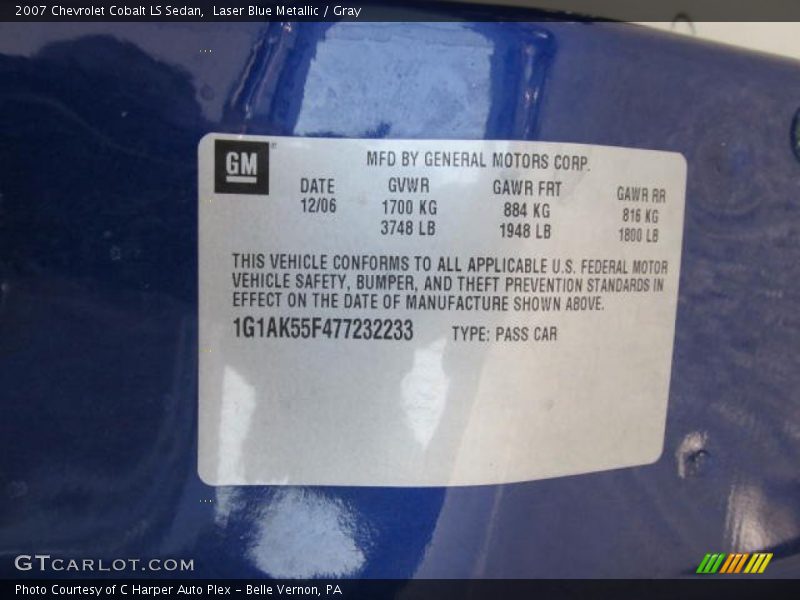 2007 Chevrolet Cobalt LS Sedan,  Laser Blue Metallic / Gray
GM
MFD BY GENERAL MOTORS CORP.
DATE GVWR GAWR FRT GAWR RR
12/06 1700 KG 884 KG 816 KG
3748 LB 1948 LB 1800 LB
THIS VEHICLE CONFORMS TO ALL APPLICABLE U.S. FEDERAL MOTOR
VEHICLE SAFETY, BUMPER, AND THEFT PREVENTION STANDARDS IN
EFFECT ON THE DATE OF MANUFACTURE SHOWN ABOVE.
1G1AK55F477232233 TYPE: PASS CAR
GTCARLOT.COM
Photo Courtesy of C Harper Auto Plex - Belle Vernon, PA